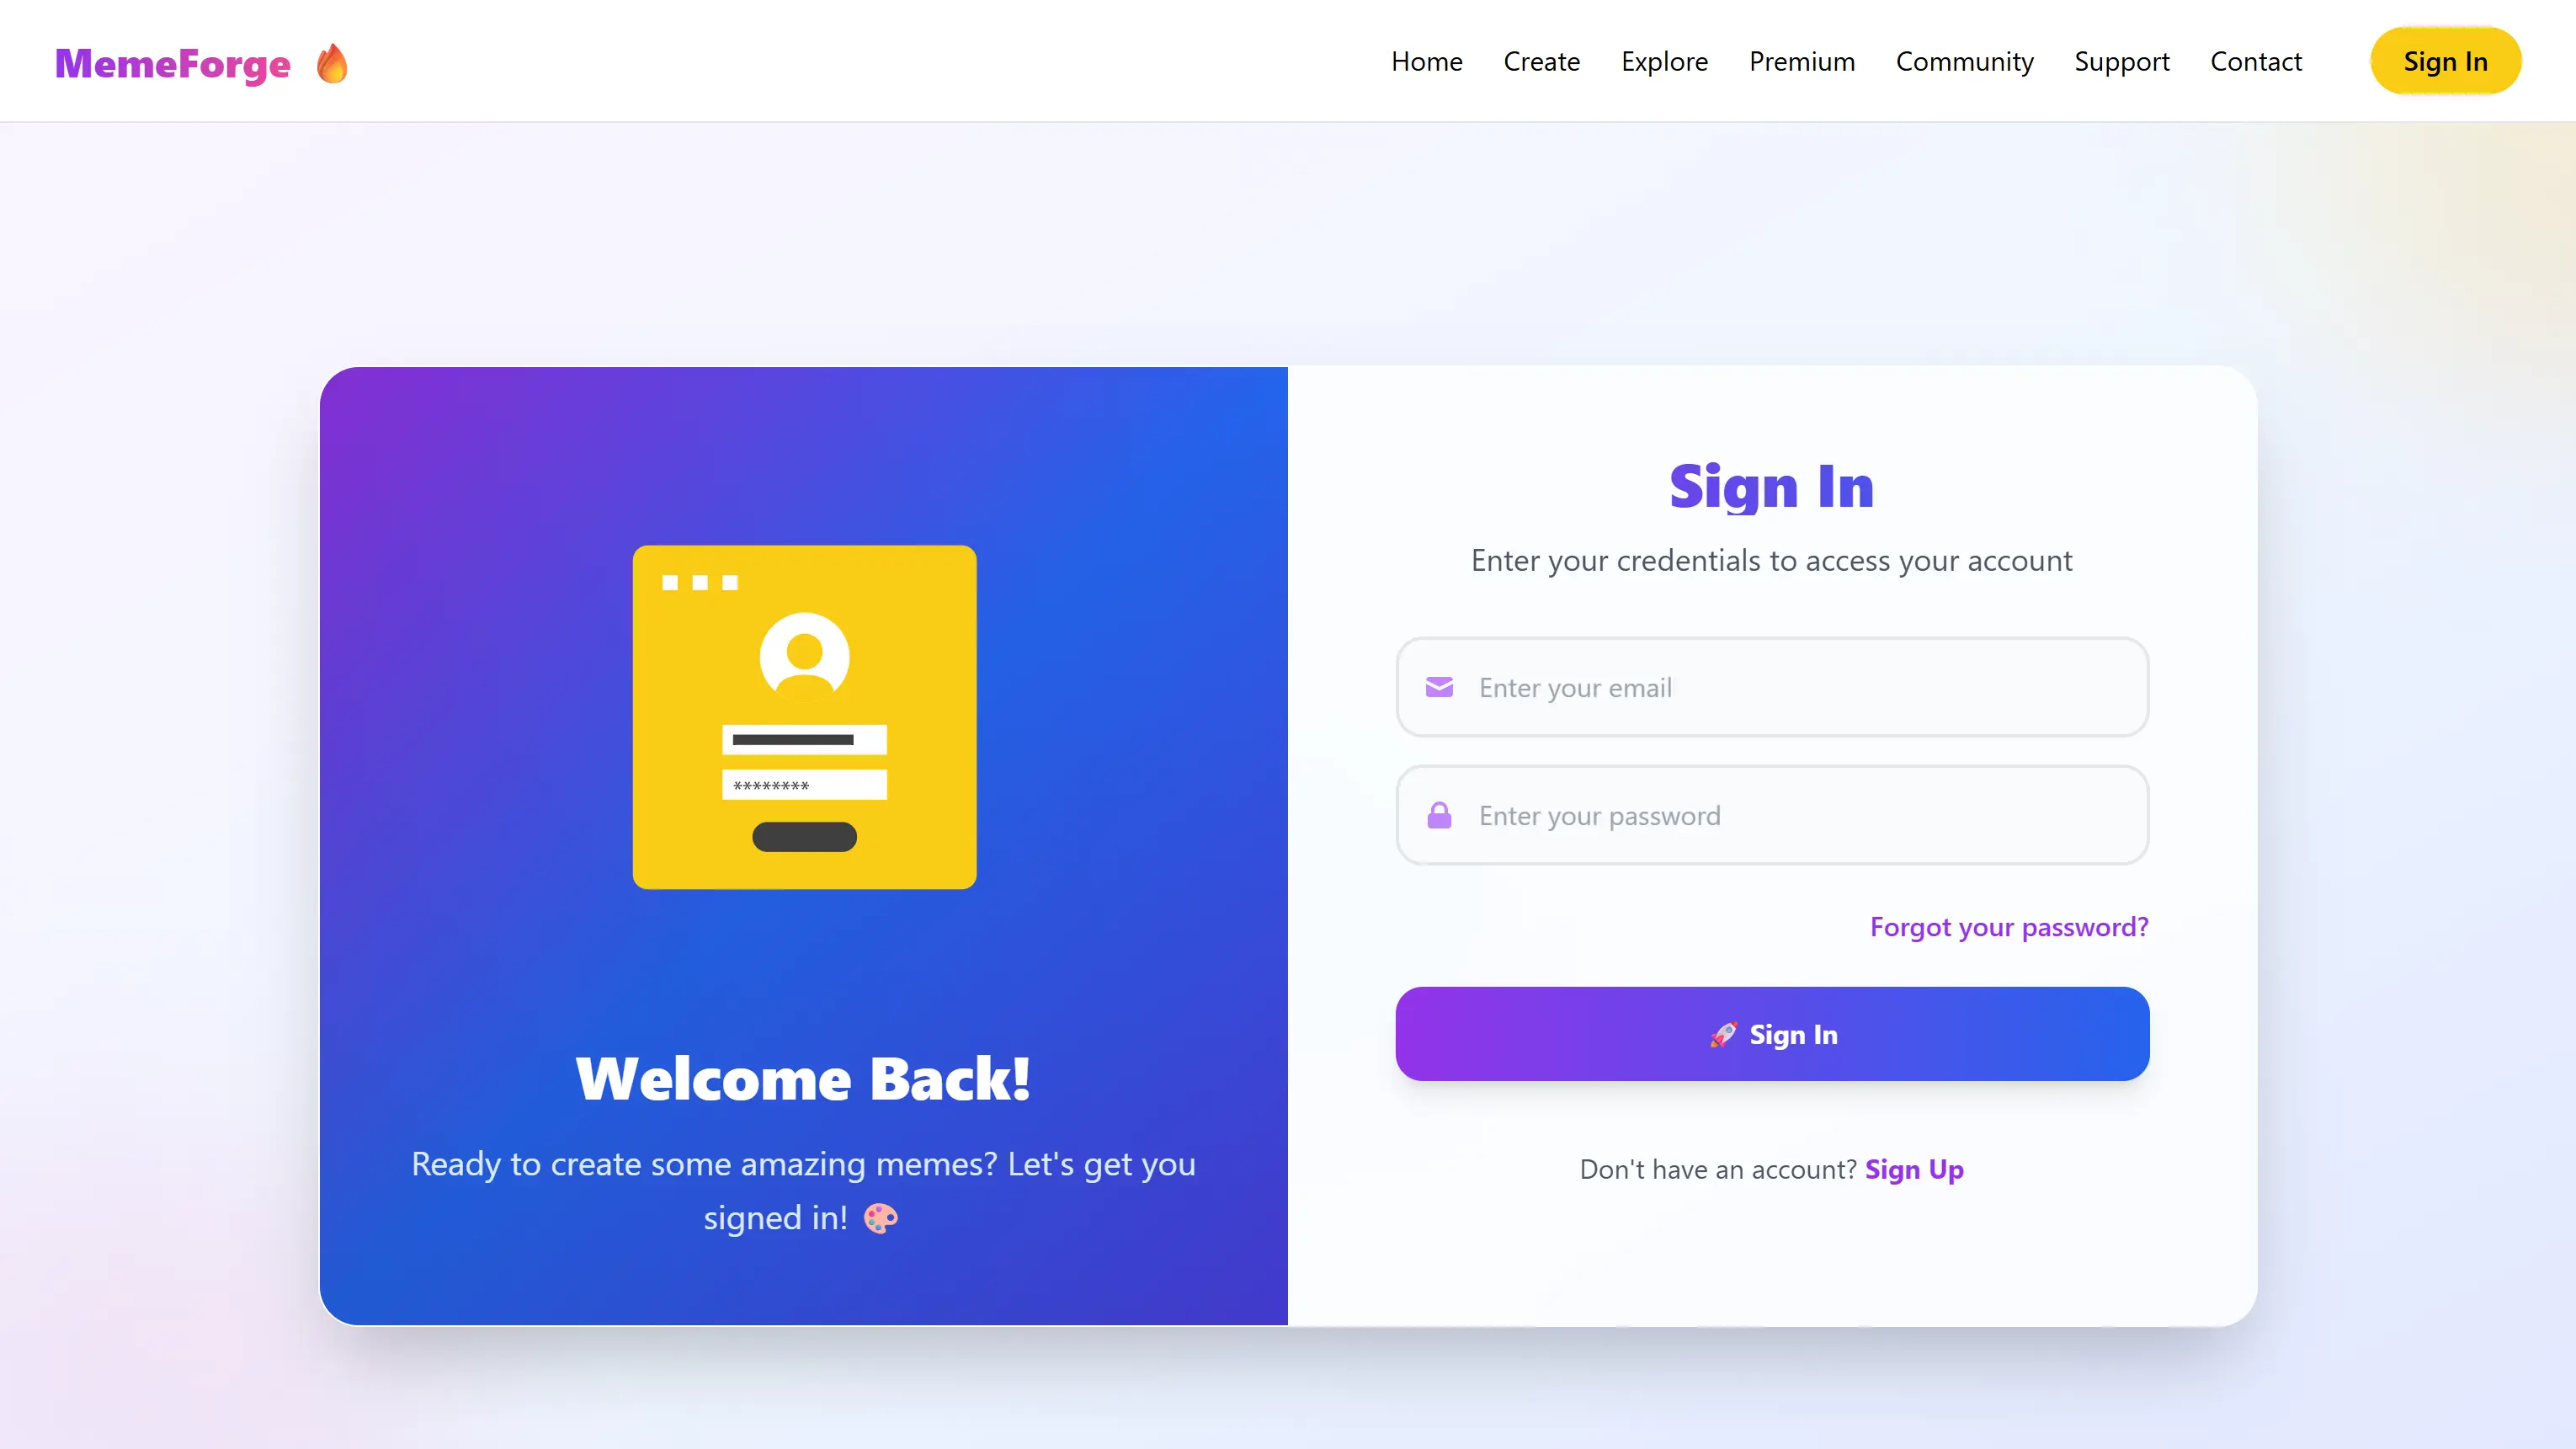 MemeForge 🔥
Home Create Explore Premium Community Support Contact Sign In
********
Welcome Back!
Ready to create some amazing memes? Let's get you
signed in! 🎨
Sign In
Enter your credentials to access your account
Enter your email
Enter your password
Forgot your password?
🚀 Sign In
Don't have an account? Sign Up